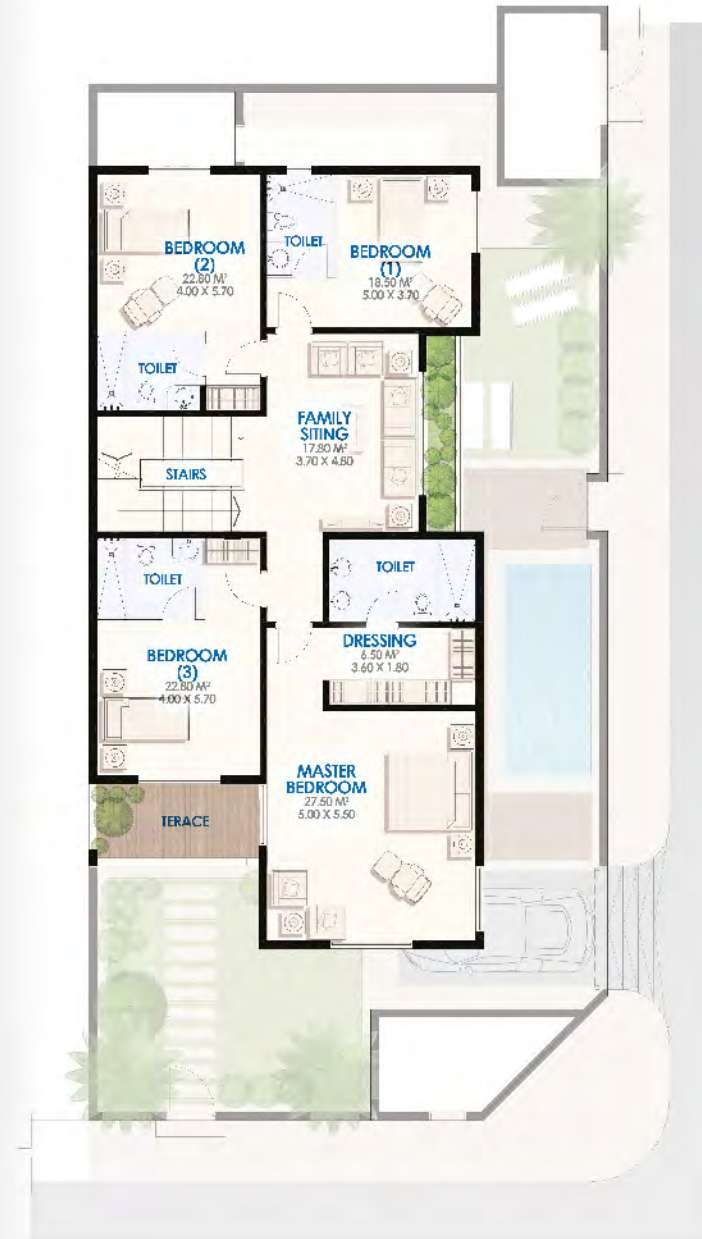 BEDROOM
(2)
22.80 M²
4.00 X 5.70
TOILET
BEDROOM
(1)
18.50 M²
5.00 X 3.70
TOILET
FAMILY
SITING
17.80 M²
3.70 X 4.80
STAIRS
TOILET
TOILET
BEDROOM
(3)
22.80 M²
4.00 X 5.70
DRESSING
6.50 M²
3.60 X 1.80
MASTER
BEDROOM
27.50 M²
5.00 X 5.50
TERACE